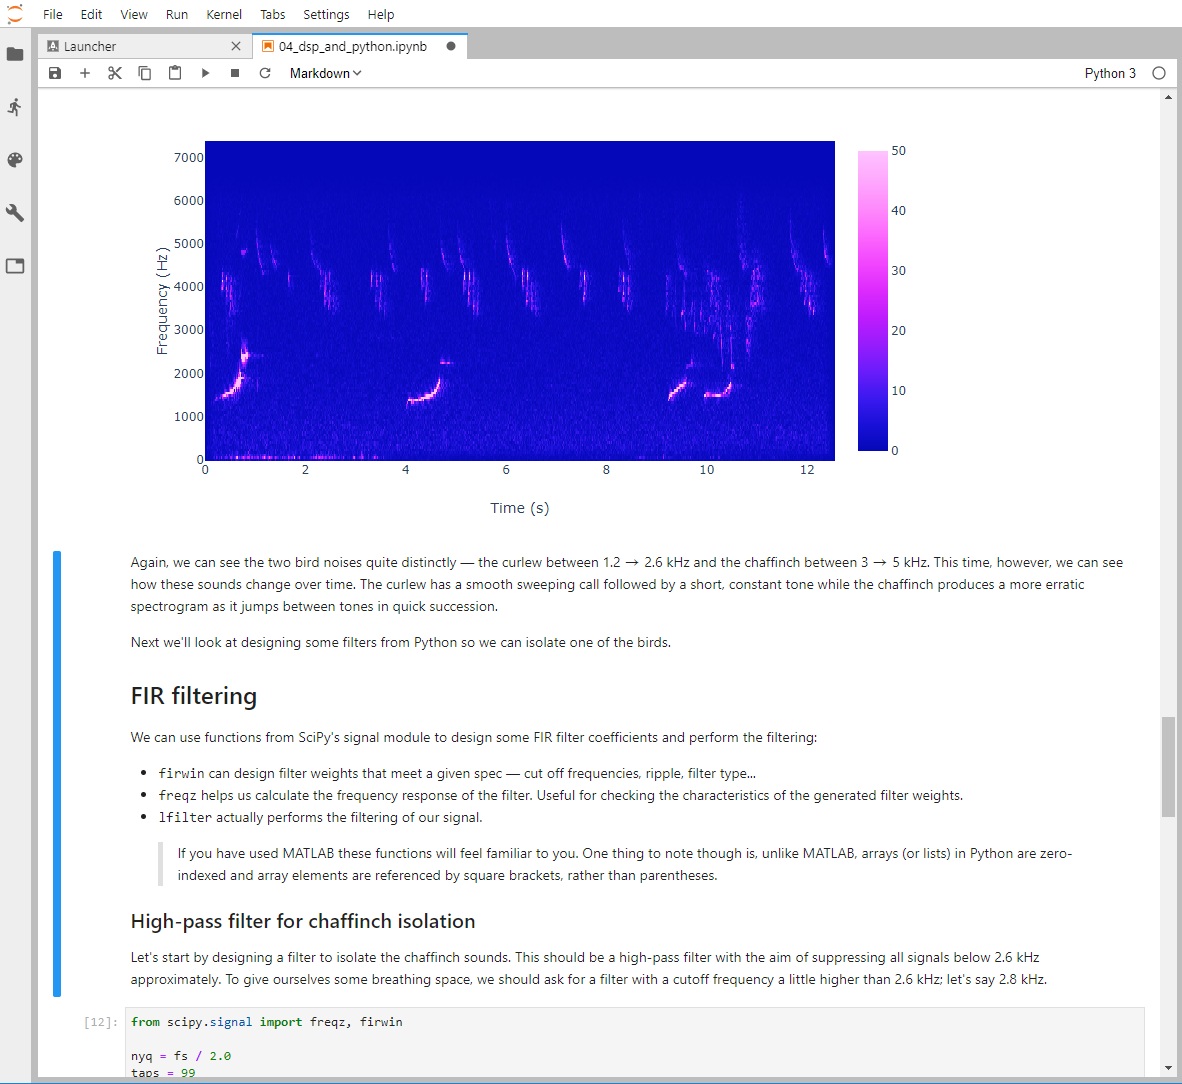 File Edit View Run Kernel Tabs Settings Help
Launcher
04_dsp_and_python.ipynb
Markdown
Python 3
7000
6000
5000
4000
3000
2000
1000
0
Frequency (Hz)
0 2 4 6 8 10 12
Time (s)
50
40
30
20
10
0
Again, we can see the two bird noises quite distinctly — the curlew between 1.2 → 2.6 kHz and the chaffinch between 3 → 5 kHz. This time, however, we can see
how these sounds change over time. The curlew has a smooth sweeping call followed by a short, constant tone while the chaffinch produces a more erratic
spectrogram as it jumps between tones in quick succession.
Next we'll look at designing some filters from Python so we can isolate one of the birds.
FIR filtering
We can use functions from SciPy's signal module to design some FIR filter coefficients and perform the filtering:
• firwin can design filter weights that meet a given spec — cut off frequencies, ripple, filter type...
• freqz helps us calculate the frequency response of the filter. Useful for checking the characteristics of the generated filter weights.
• lfilter actually performs the filtering of our signal.
If you have used MATLAB these functions will feel familiar to you. One thing to note though is, unlike MATLAB, arrays (or lists) in Python are zero-
indexed and array elements are referenced by square brackets, rather than parentheses.
High-pass filter for chaffinch isolation
Let's start by designing a filter to isolate the chaffinch sounds. This should be a high-pass filter with the aim of suppressing all signals below 2.6 kHz
approximately. To give ourselves some breathing space, we should ask for a filter with a cutoff frequency a little higher than 2.6 kHz; let's say 2.8 kHz.
[12]: from scipy.signal import freqz, firwin
nyq = fs / 2.0
taps = 99